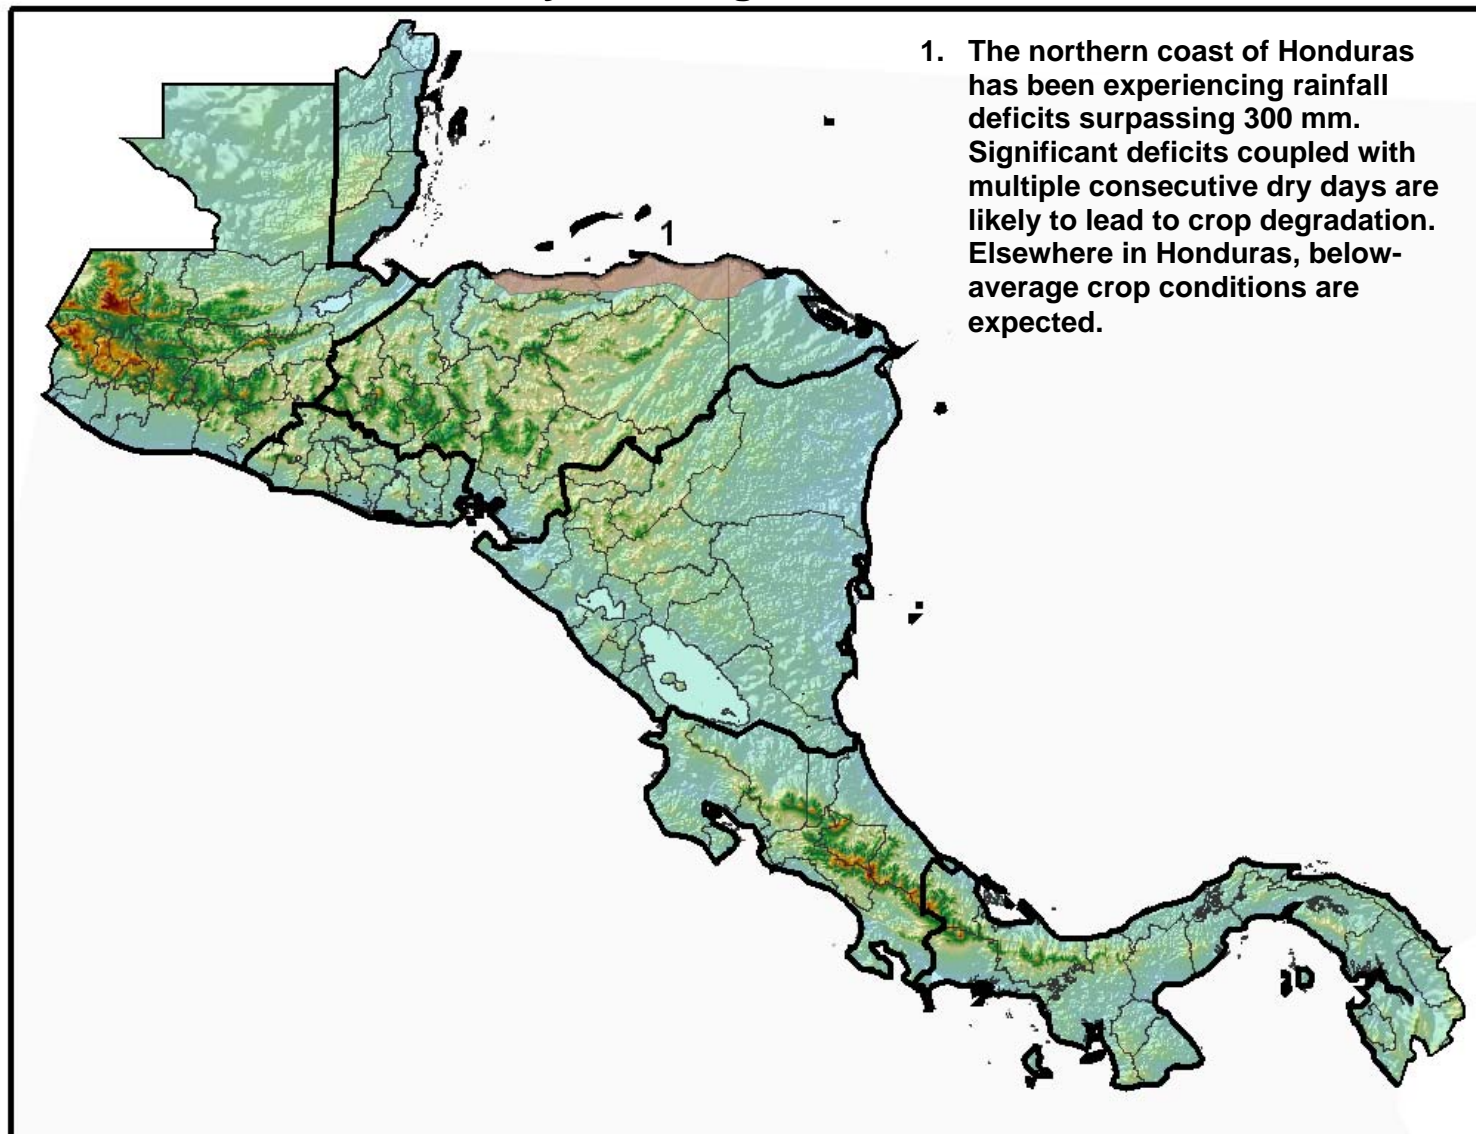 1. The northern coast of Honduras
has been experiencing rainfall
deficits surpassing 300 mm.
Significant deficits coupled with
multiple consecutive dry days are
likely to lead to crop degradation.
Elsewhere in Honduras, below-
average crop conditions are
expected.
1